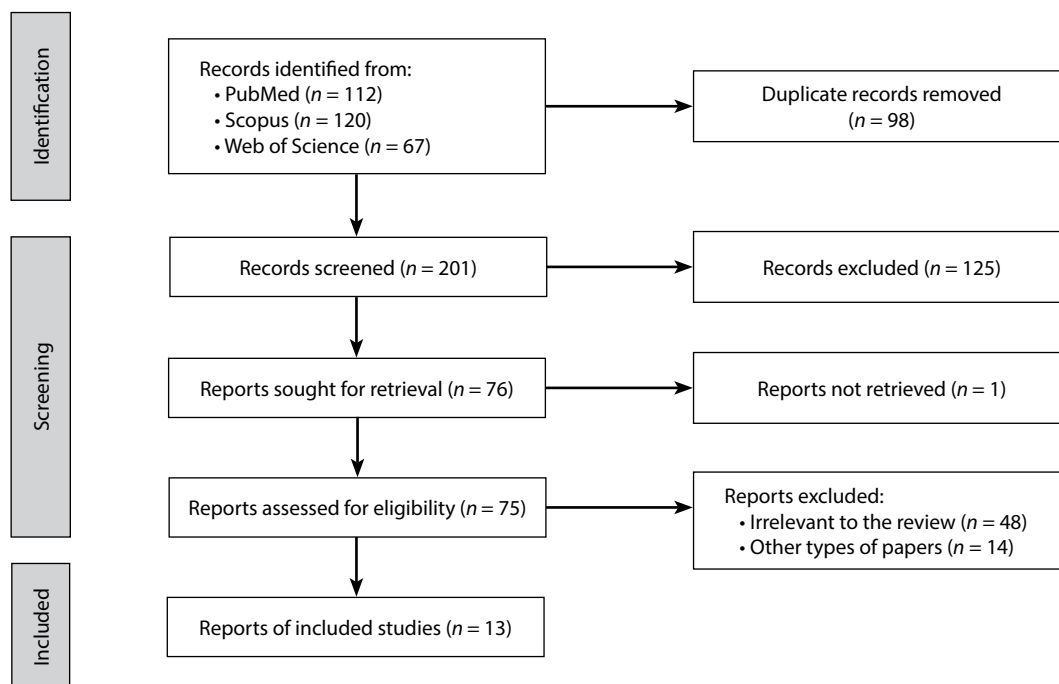 Identification
Records identified from:
• PubMed (n = 112)
• Scopus (n = 120)
• Web of Science (n = 67)
Duplicate records removed
(n = 98)
Screening
Records screened (n = 201)
Records excluded (n = 125)
Reports sought for retrieval (n = 76)
Reports not retrieved (n = 1)
Reports assessed for eligibility (n = 75)
Reports excluded:
• Irrelevant to the review (n = 48)
• Other types of papers (n = 14)
Included
Reports of included studies (n = 13)